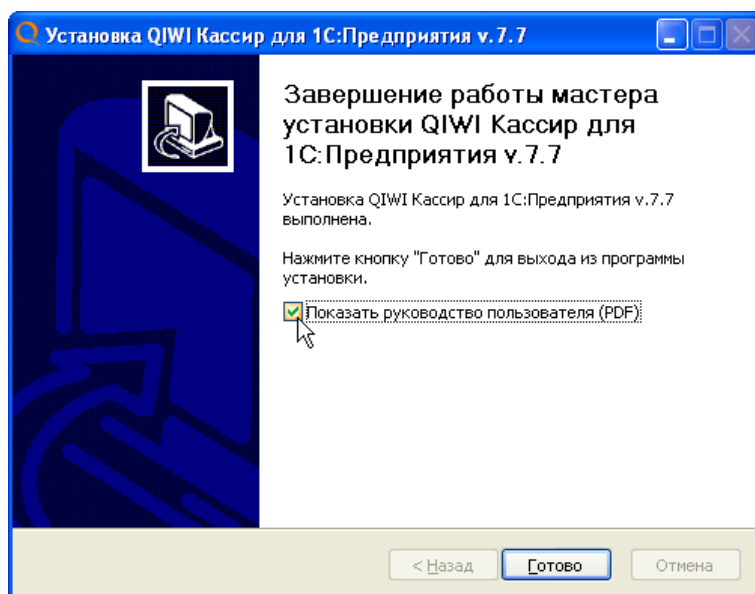 Установка QIWI Кассир для 1С:Предприятия v.7.7
Завершение работы мастера
установки QIWI Кассир для
1С:Предприятия v.7.7
Установка QIWI Кассир для 1С:Предприятия v.7.7
выполнена.
Нажмите кнопку "Готово" для выхода из программы
установки.
Показать руководство пользователя (PDF)
< Назад Готово Отмена